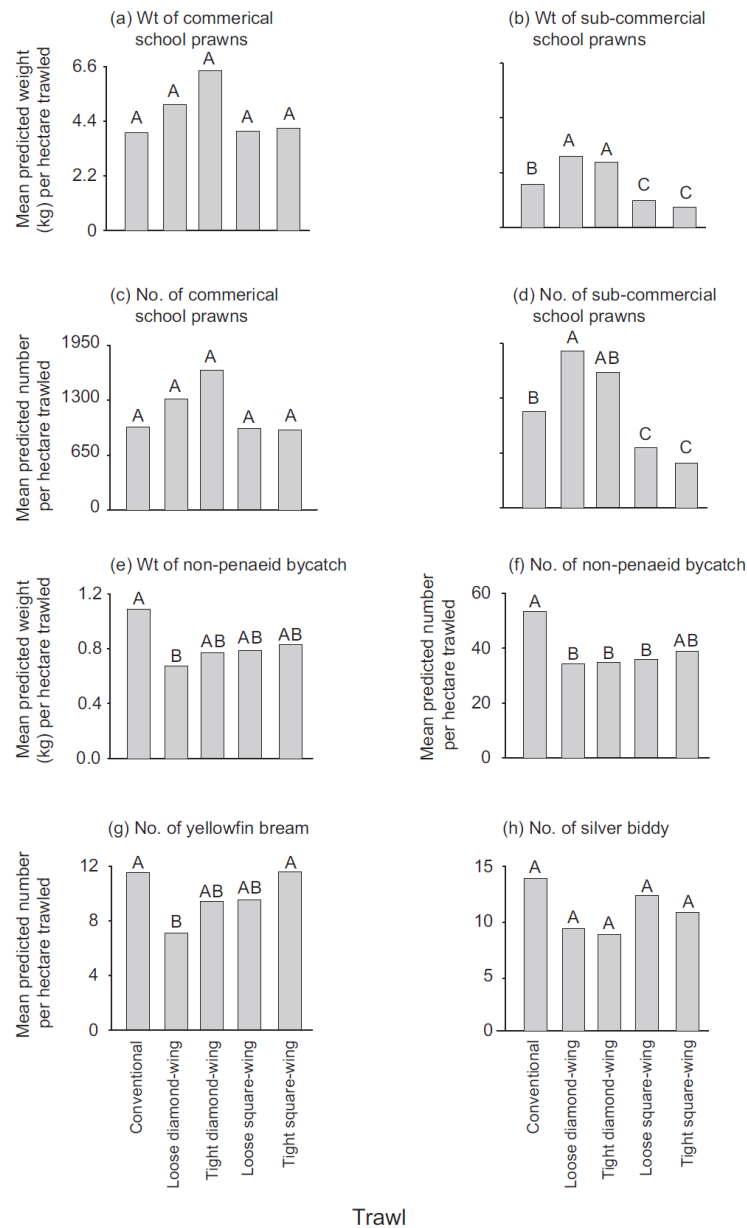 (a) Wt of commerical
school prawns
Mean predicted weight
(kg) per hectare trawled
6.6
4.4
2.2
0
A A A A A
(b) Wt of sub-commercial
school prawns
B A A C C
(c) No. of commerical
school prawns
Mean predicted number
per hectare trawled
1950
1300
650
0
A A A A A
(d) No. of sub-commercial
school prawns
B A AB C C
(e) Wt of non-penaeid bycatch
Mean predicted weight
(kg) per hectare trawled
1.2
0.8
0.4
0.0
A B AB AB AB
(f) No. of non-penaeid bycatch
Mean predicted number
per hectare trawled
60
40
20
0
A B B B AB
(g) No. of yellowfin bream
Mean predicted number
per hectare trawled
12
8
4
0
A B AB AB A
Conventional
Loose diamond-wing
Tight diamond-wing
Loose square-wing
Tight square-wing
(h) No. of silver biddy
15
10
5
0
A A A A A
Conventional
Loose diamond-wing
Tight diamond-wing
Loose square-wing
Tight square-wing
Trawl